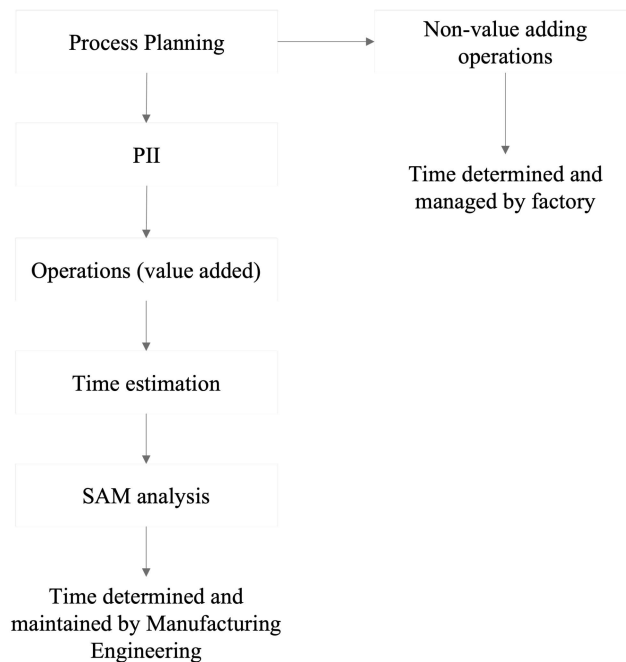 Process Planning
Non-value adding
operations
PII
Time determined and
managed by factory
Operations (value added)
Time estimation
SAM analysis
Time determined and
maintained by Manufacturing
Engineering